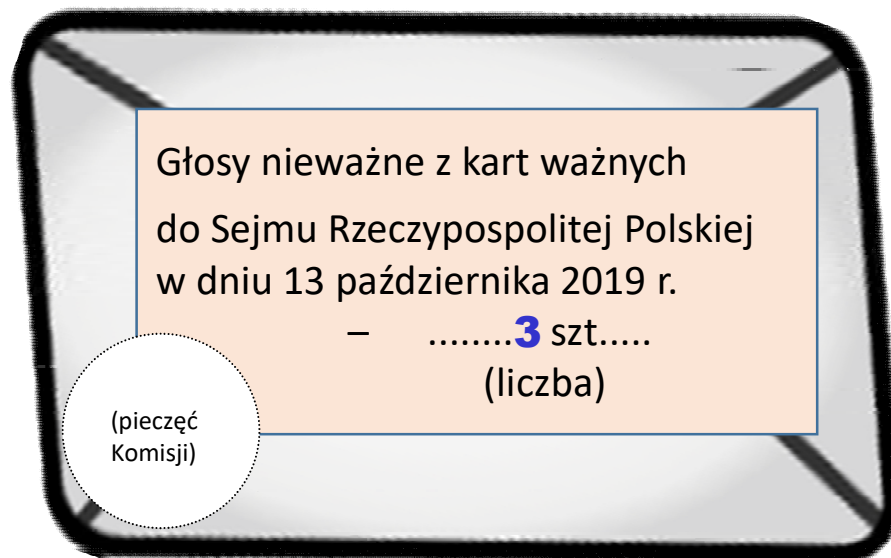 Głosy nieważne z kart ważnych
do Sejmu Rzeczypospolitej Polskiej
w dniu 13 października 2019 r.
– ........3 szt.....
(liczba)
(pieczęć
Komisji)